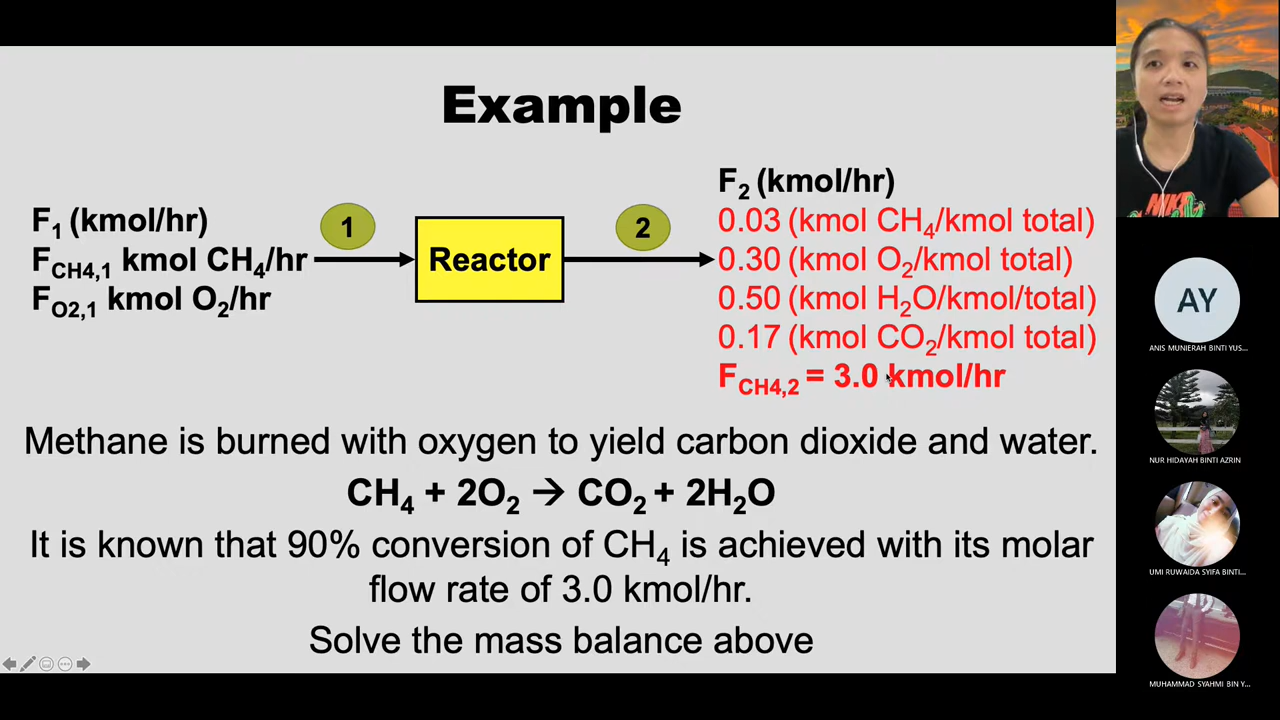 Example
F₁ (kmol/hr)
F_CH4,1 kmol CH₄/hr
F_O2,1 kmol O₂/hr
1
Reactor
2
F₂ (kmol/hr)
0.03 (kmol CH₄/kmol total)
0.30 (kmol O₂/kmol total)
0.50 (kmol H₂O/kmol/total)
0.17 (kmol CO₂/kmol total)
F_CH4,2 = 3.0 kmol/hr
Methane is burned with oxygen to yield carbon dioxide and water.
CH₄ + 2O₂ → CO₂ + 2H₂O
It is known that 90% conversion of CH₄ is achieved with its molar
flow rate of 3.0 kmol/hr.
Solve the mass balance above
NIKE
AY
ANIS MUNIERAH BINTI YUS...
NUR HIDAYAH BINTI AZRIN
UMI RUWAIDA SYIFA BINTI...
MUHAMMAD SYAHMI BIN Y...